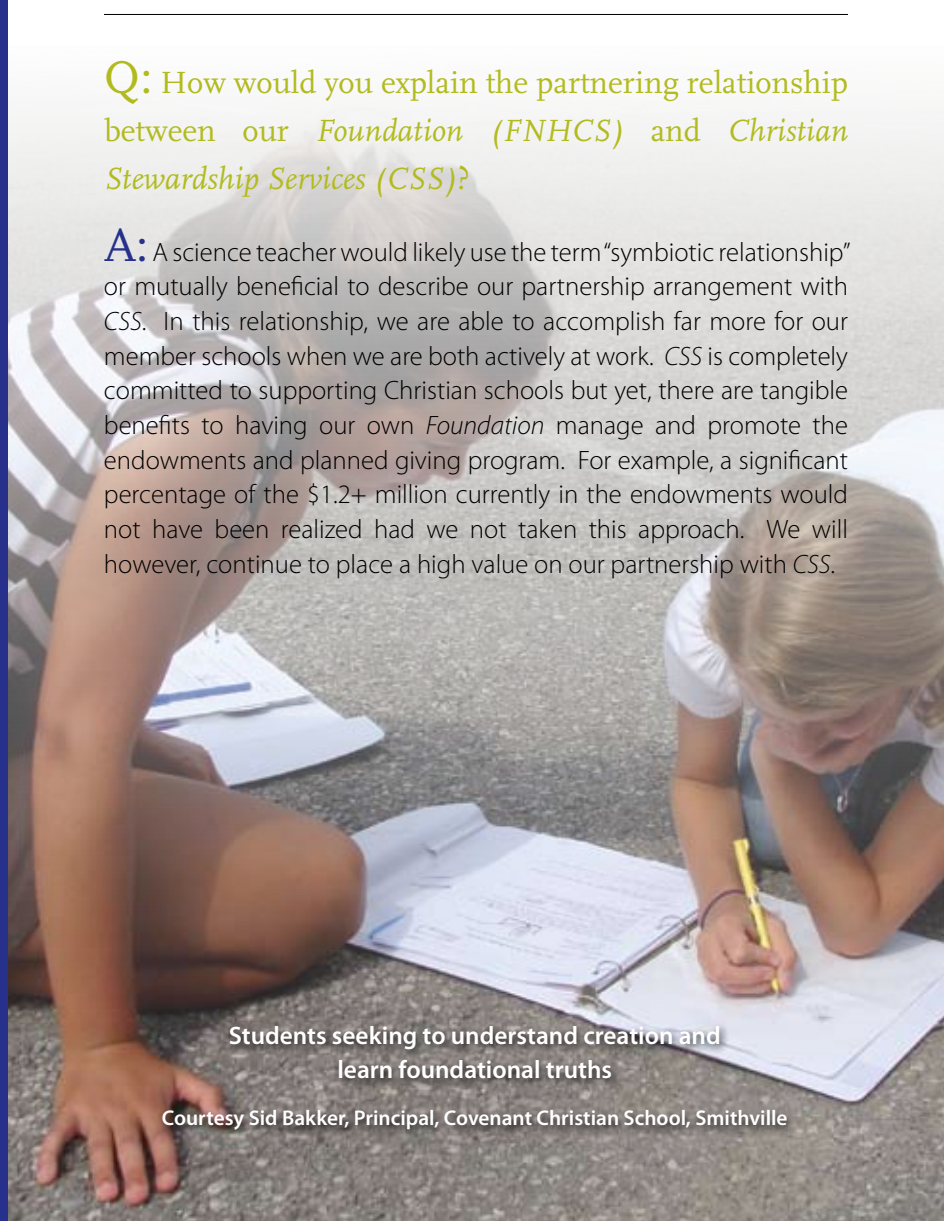 Q: How would you explain the partnering relationship
between our Foundation (FNHCS) and Christian
Stewardship Services (CSS)?
A: A science teacher would likely use the term “symbiotic relationship”
or mutually beneficial to describe our partnership arrangement with
CSS. In this relationship, we are able to accomplish far more for our
member schools when we are both actively at work. CSS is completely
committed to supporting Christian schools but yet, there are tangible
benefits to having our own Foundation manage and promote the
endowments and planned giving program. For example, a significant
percentage of the $1.2+ million currently in the endowments would
not have been realized had we not taken this approach. We will
however, continue to place a high value on our partnership with CSS.
Students seeking to understand creation and
learn foundational truths
Courtesy Sid Bakker, Principal, Covenant Christian School, Smithville